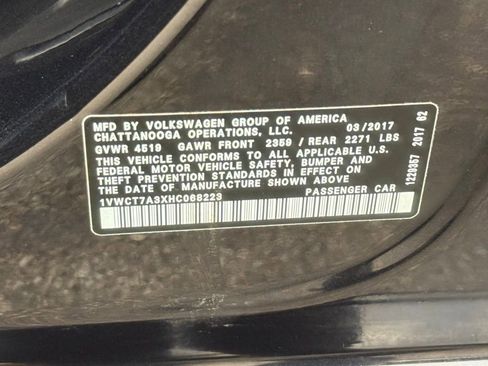 MFD BY VOLKSWAGEN GROUP OF AMERICA
CHATTANOOGA OPERATIONS, LLC. 03/2017
GVWR 4519 GAWR FRONT 2359 / REAR 2271 LBS
THIS VEHICLE CONFORMS TO ALL APPLICABLE U.S.
FEDERAL MOTOR VEHICLE SAFETY, BUMPER AND
THEFT PREVENTION STANDARDS IN EFFECT ON
THE DATE OF MANUFACTURE SHOWN ABOVE.
1VWCT7A3XHC068223 PASSENGER CAR
1229367 2017 02